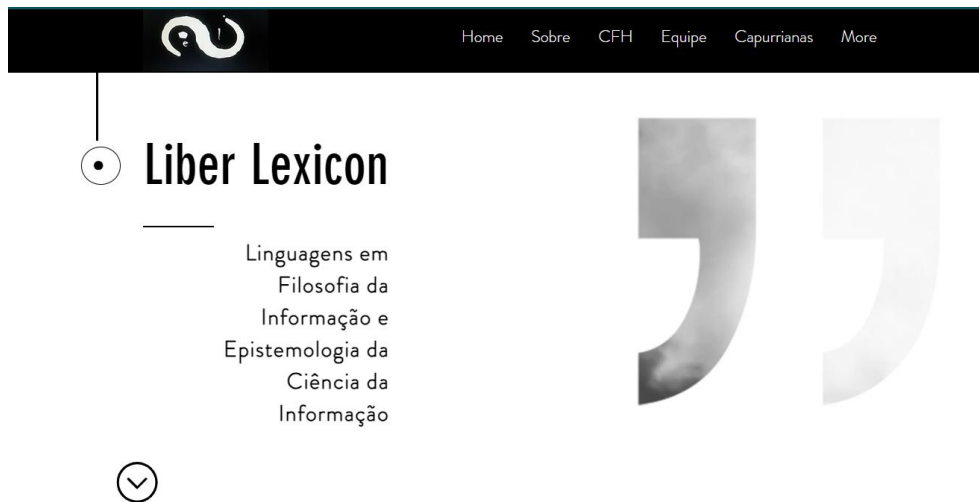 Home Sobre CFH Equipe Capurrianas More
Liber Lexicon
Linguagens em
Filosofia da
Informação e
Epistemologia da
Ciência da
Informação